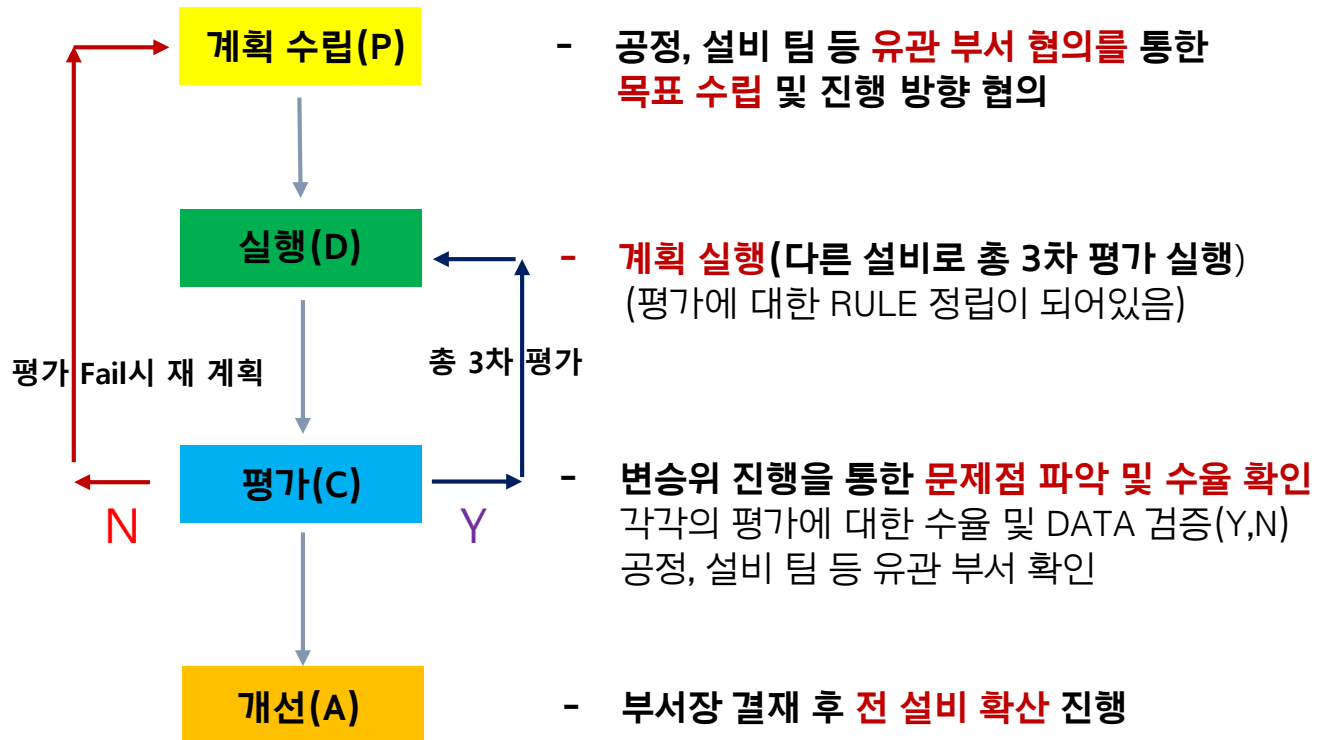 계획 수립(P)
- 공정, 설비 팀 등 유관 부서 협의를 통한
목표 수립 및 진행 방향 협의
실행(D)
- 계획 실행(다른 설비로 총 3차 평가 실행)
(평가에 대한 RULE 정립이 되어있음)
평가 Fail시 재 계획
총 3차 평가
평가(C)
N
Y
- 변승위 진행을 통한 문제점 파악 및 수율 확인
각각의 평가에 대한 수율 및 DATA 검증(Y,N)
공정, 설비 팀 등 유관 부서 확인
개선(A)
- 부서장 결재 후 전 설비 확산 진행